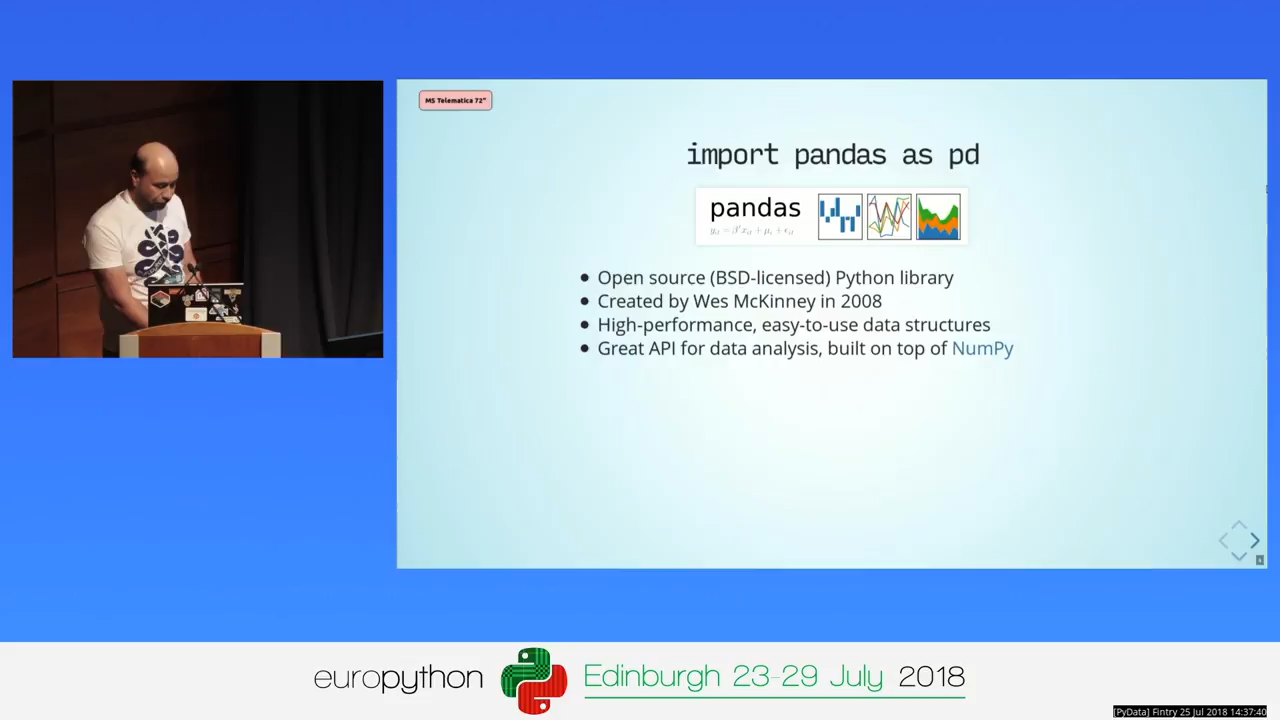 MS Telematica 72"
import pandas as pd
pandas
Open source (BSD-licensed) Python library
Created by Wes McKinney in 2008
High-performance, easy-to-use data structures
Great API for data analysis, built on top of NumPy
europython
Edinburgh 23-29 July 2018
[PyData] Fintry 25 Jul 2018 14:37:40